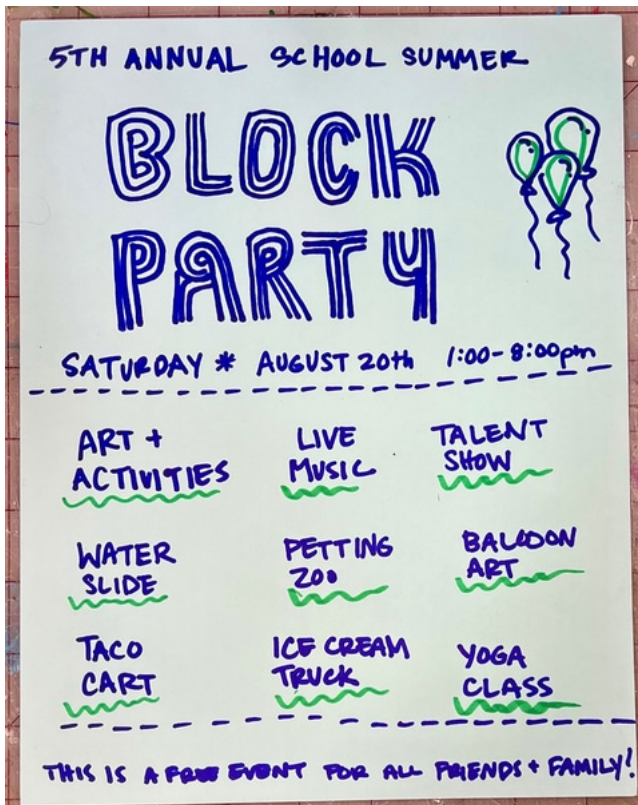 5TH ANNUAL SCHOOL SUMMER
BLOCK
PARTY
SATURDAY * AUGUST 20th 1:00-8:00pm
ART +
ACTIVITIES
LIVE
MUSIC
TALENT
SHOW
WATER
SLIDE
PETTING
ZOO
BALOOON
ART
TACO
CART
ICE CREAM
TRUCK
YOGA
CLASS
THIS IS A FREE EVENT FOR ALL FRIENDS + FAMILY!